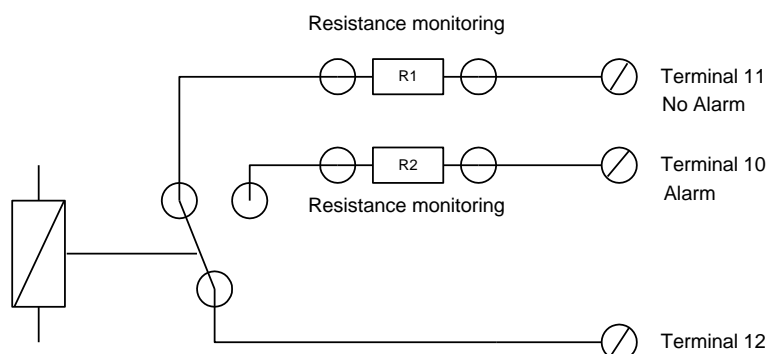 Resistance monitoring
R1
Terminal 11
No Alarm
R2
Terminal 10
Alarm
Resistance monitoring
Terminal 12